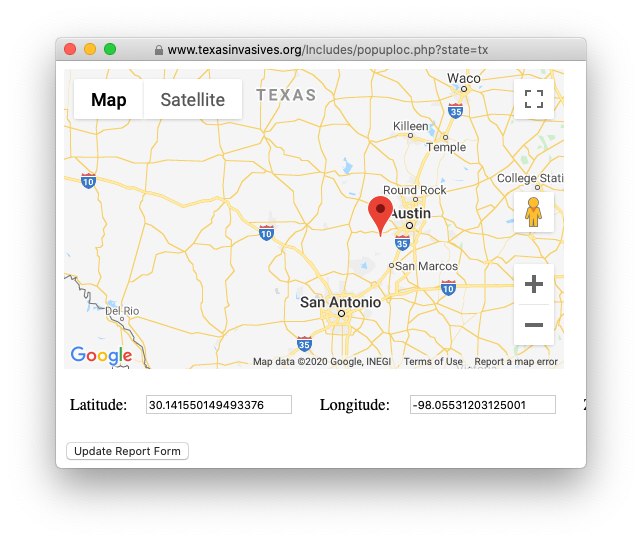 www.texasinvasives.org/Includes/popuploc.php?state=tx
Map Satellite
TEXAS
Waco
35
Killeen
Temple
10
College Stati
Round Rock
Austin
10
35
San Marcos
10
San Antonio
Del Rio
35
Google
Map data ©2020 Google, INEGI Terms of Use Report a map error
Latitude: 30.141550149493376 Longitude: -98.05531203125001
Update Report Form